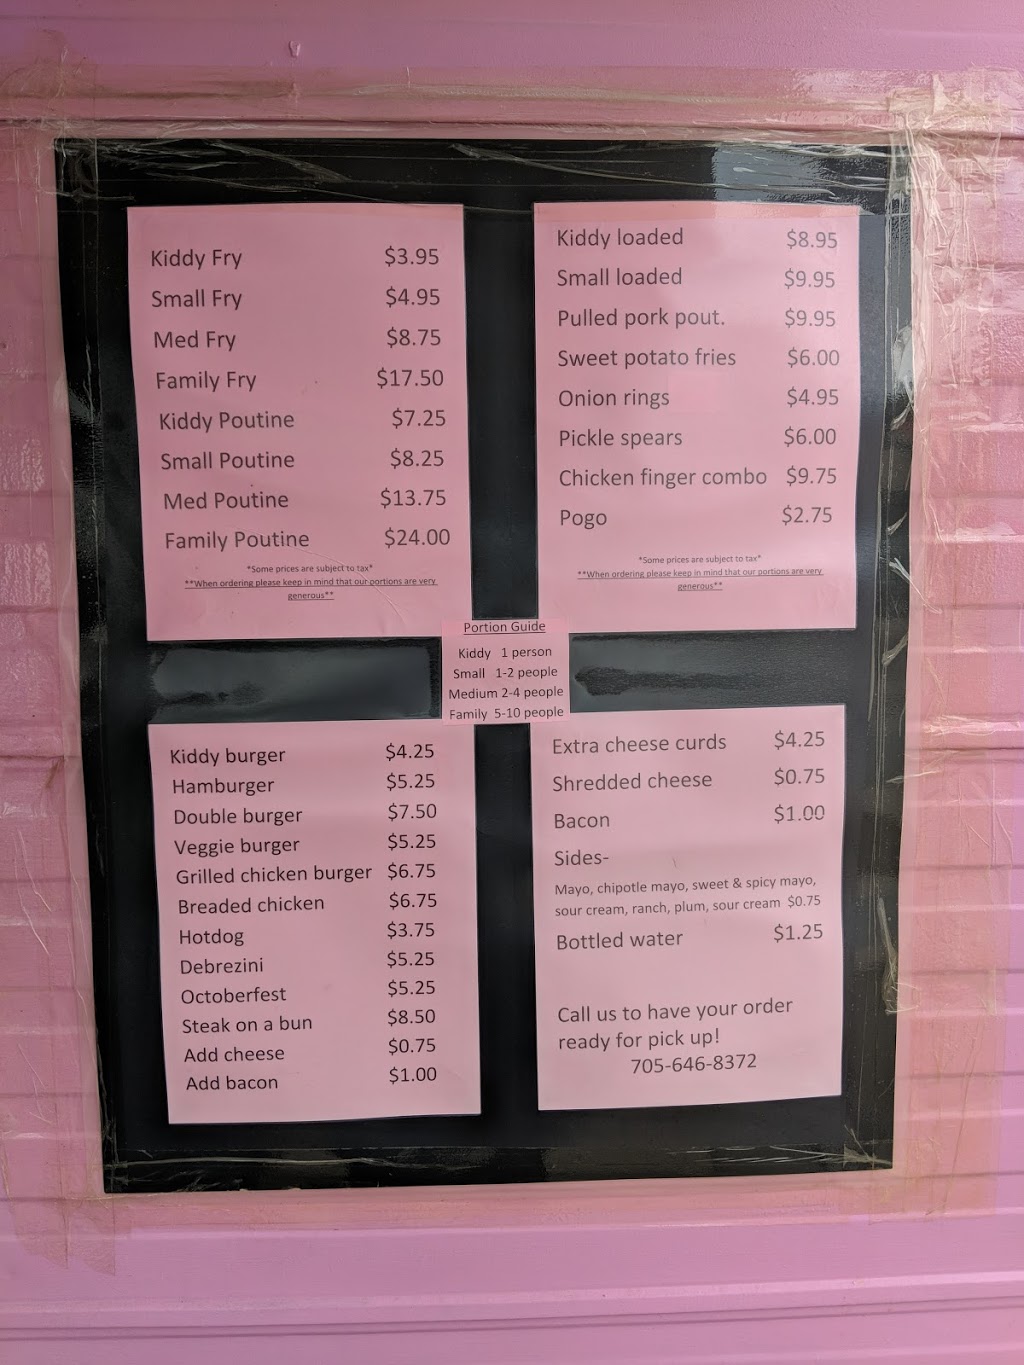 Kiddy Fry $3.95
Small Fry $4.95
Med Fry $8.75
Family Fry $17.50
Kiddy Poutine $7.25
Small Poutine $8.25
Med Poutine $13.75
Family Poutine $24.00
*Some prices are subject to tax*
**When ordering please keep in mind that our portions are very
generous**
Kiddy loaded $8.95
Small loaded $9.95
Pulled pork pout. $9.95
Sweet potato fries $6.00
Onion rings $4.95
Pickle spears $6.00
Chicken finger combo $9.75
Pogo $2.75
*Some prices are subject to tax*
**When ordering please keep in mind that our portions are very
generous**
Portion Guide
Kiddy 1 person
Small 1-2 people
Medium 2-4 people
Family 5-10 people
Kiddy burger $4.25
Hamburger $5.25
Double burger $7.50
Veggie burger $5.25
Grilled chicken burger $6.75
Breaded chicken $6.75
Hotdog $3.75
Debrezini $5.25
Octoberfest $5.25
Steak on a bun $8.50
Add cheese $0.75
Add bacon $1.00
Extra cheese curds $4.25
Shredded cheese $0.75
Bacon $1.00
Sides-
Mayo, chipotle mayo, sweet & spicy mayo,
sour cream, ranch, plum, sour cream $0.75
Bottled water $1.25
Call us to have your order
ready for pick up!
705-646-8372